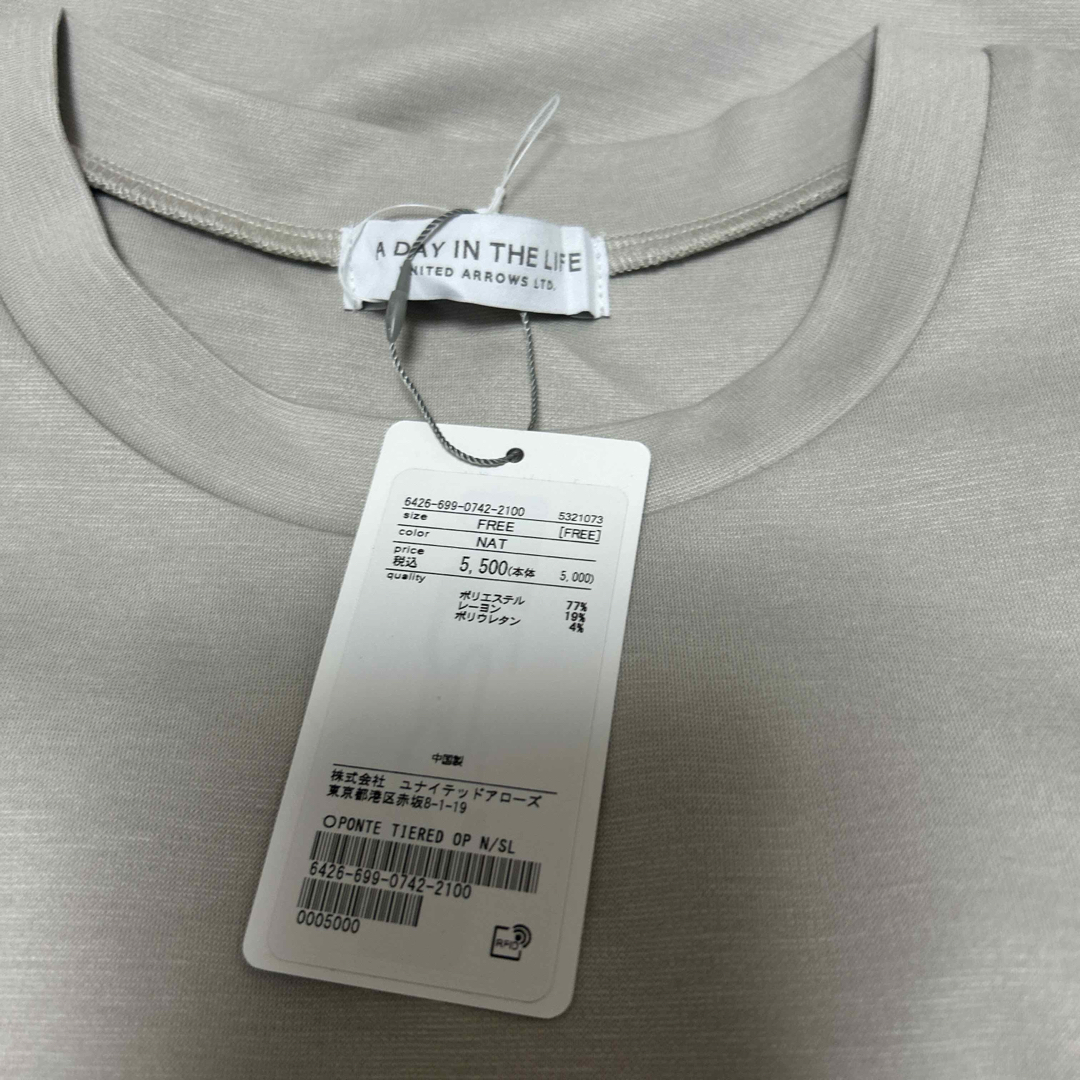 A DAY IN THE LIFE
UNITED ARROWS LTD.
6426-699-0742-2100 5321073
size FREE [FREE]
color NAT
price
税込 5,500(本体 5,000)
quality
ポリエステル 77%
レーヨン 19%
ポリウレタン 4%
中国製
株式会社 ユナイテッドアローズ
東京都港区赤坂8-1-19
○PONTE TIERED OP N/SL
6426-699-0742-2100
0005000
RFID